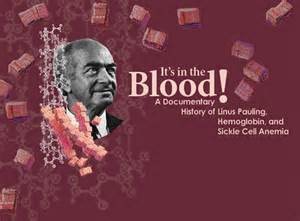 It's in the
Blood!
A Documentary
History of Linus Pauling,
Hemoglobin, and
Sickle Cell Anemia